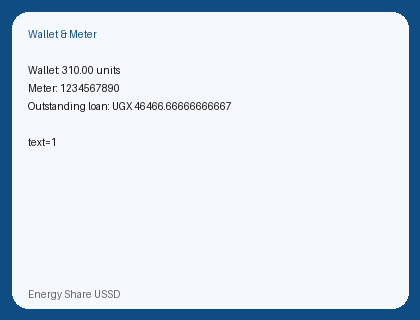 Wallet & Meter
Wallet: 310.00 units
Meter: 1234567890
Outstanding loan: UGX 46466.66666666667
text=1
Energy Share USSD